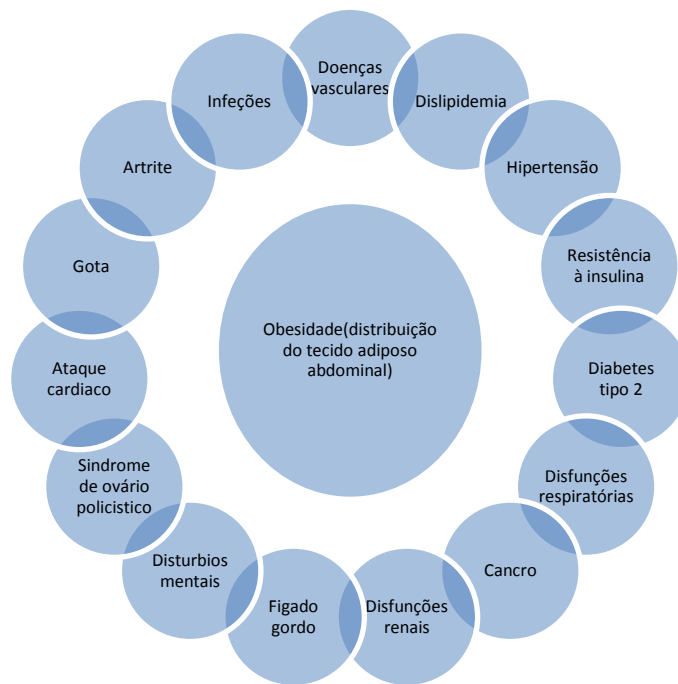 Doenças
vasculares
Dislipidemia
Hipertensão
Resistência
à insulina
Diabetes
tipo 2
Disfunções
respiratórias
Cancro
Disfunções
renais
Figado
gordo
Disturbios
mentais
Sindrome
de ovário
policistico
Ataque
cardiaco
Gota
Artrite
Infeções
Obesidade(distribuição
do tecido adiposo
abdominal)